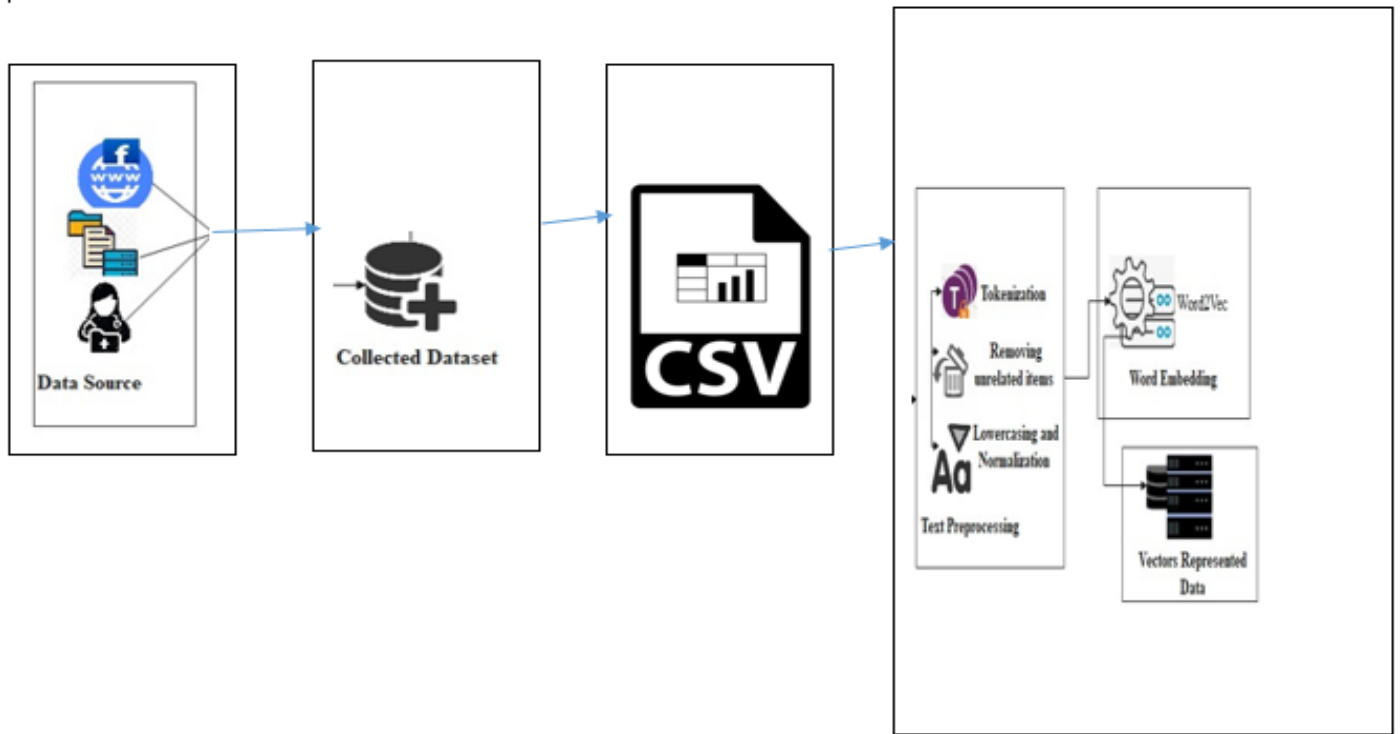 f
www
Data Source
Collected Dataset
CSV
T
Tokenization
Removing
unrelated items
Lowercasing and
Aa
Normalization
Text Preprocessing
Word2Vec
Word Embedding
Vectors Represented
Data